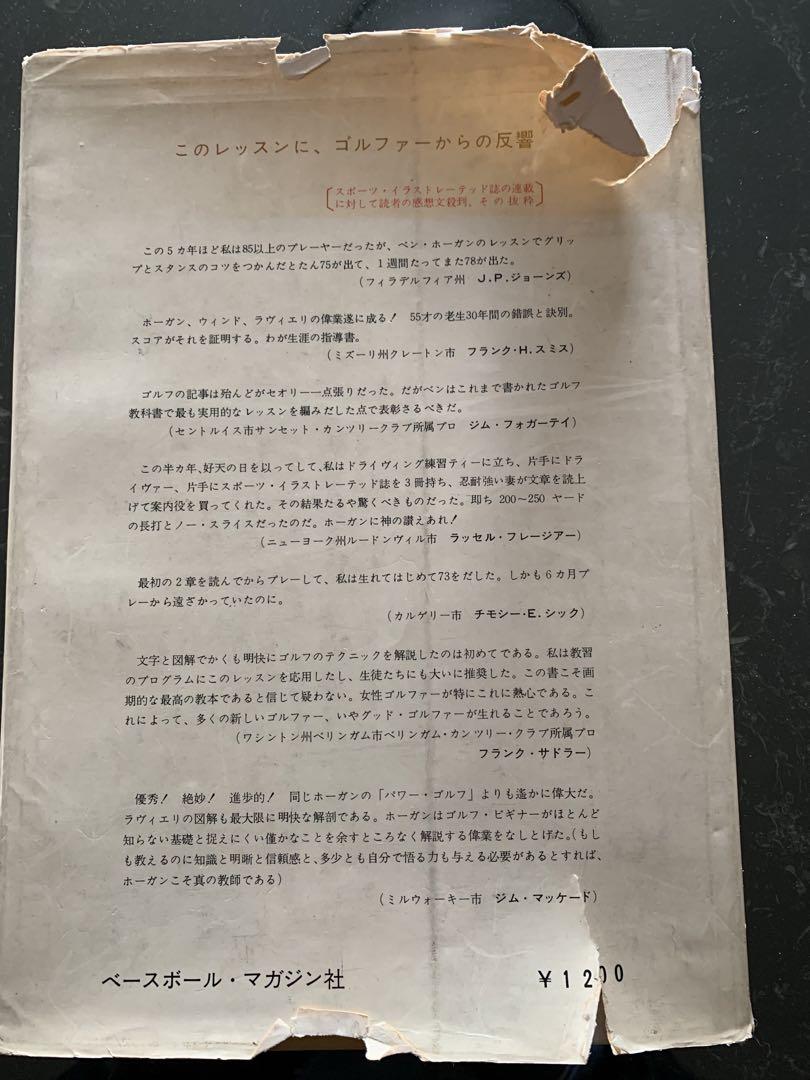 このレッスンに、ゴルファーからの反響
スポーツ・イラストレーテッド誌の連載
に対して読者の感想文殺到、その抜粋
この5カ年ほど私は85以上のプレーヤーだったが、ベン・ホーガンのレッスンでグリッ
プとスタンスのコツをつかんだとたん75が出て、1週間たってまた78が出た。
(フィラデルフィア州 J.P.ジョーンズ)
ホーガン、ウィンド、ラヴィエリの偉業遂に成る! 55才の老生30年間の錯誤と訣別。
スコアがそれを証明する。わが生涯の指導書。
(ミズーリ州クレートン市 フランク・H.スミス)
ゴルフの記事は殆んどがセオリー一点張りだった。だがベンはこれまで書かれたゴルフ
教科書で最も実用的なレッスンを編みだした点で表彰さるべきだ。
(セントルイス市サンセット・カンツリークラブ所属プロ ジム・フォガーテイ)
この半カ年、好天の日を以ってして、私はドライヴィング練習ティーに立ち、片手にドラ
イヴァー、片手にスポーツ・イラストレーテッド誌を3冊持ち、忍耐強い妻が文章を読上
げて案内役を買ってくれた。その結果たるや驚くべきものだった。即ち 200〜250 ヤード
の長打とノー・スライスだったのだ。ホーガンに神の讃えあれ!
(ニューヨーク州ルードンヴィル市 ラッセル・フレージアー)
最初の2章を読んでからプレーして、私は生れてはじめて73をだした。しかも6カ月プ
レーから遠ざかっていたのに。
(カルゲリー市 チモシー・E.シック)
文字と図解でかくも明快にゴルフのテクニックを解説したのは初めてである。私は教習
のプログラムにこのレッスンを応用したし、生徒たちにも大いに推奨した。この書こそ画
期的な最高の教本であると信じて疑わない。女性ゴルファーが特にこれに熱心である。こ
れによって、多くの新しいゴルファー、いやグッド・ゴルファーが生れることであろう。
(ワシントン州ベリンガム市ベリンガム・カンツリー・クラブ所属プロ
フランク・サドラー)
優秀! 絶妙! 進歩的! 同じホーガンの「パワー・ゴルフ」よりも遙かに偉大だ。
ラヴィエリの図解も最大限に明快な解剖である。ホーガンはゴルフ・ビギナーがほとんど
知らない基礎と捉えにくい僅かなことを余すところなく解説する偉業をなしとげた。(もし
も教えるのに知識と明晰と信頼感と、多少とも自分で悟る力も与える必要があるとすれば、
ホーガンこそ真の教師である)
(ミルウォーキー市 ジム・マッケード)
ベースボール・マガジン社
¥1200